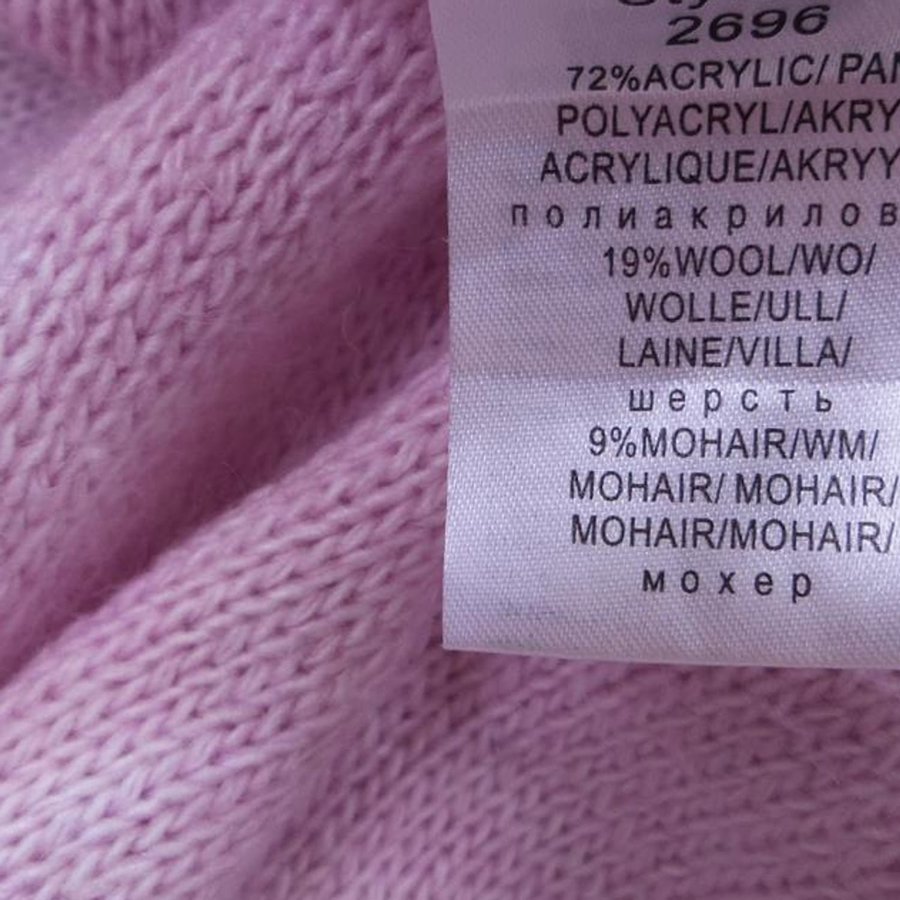 2696
72%ACRYLIC/ PAN
POLYACRYL/AKRY
ACRYLIQUE/AKRYY
полиакрилов
19%WOOL/WO/
WOLLE/ULL/
LAINE/VILLA/
шерсть
9%MOHAIR/WM/
MOHAIR/ MOHAIR/
MOHAIR/MOHAIR/
мохер